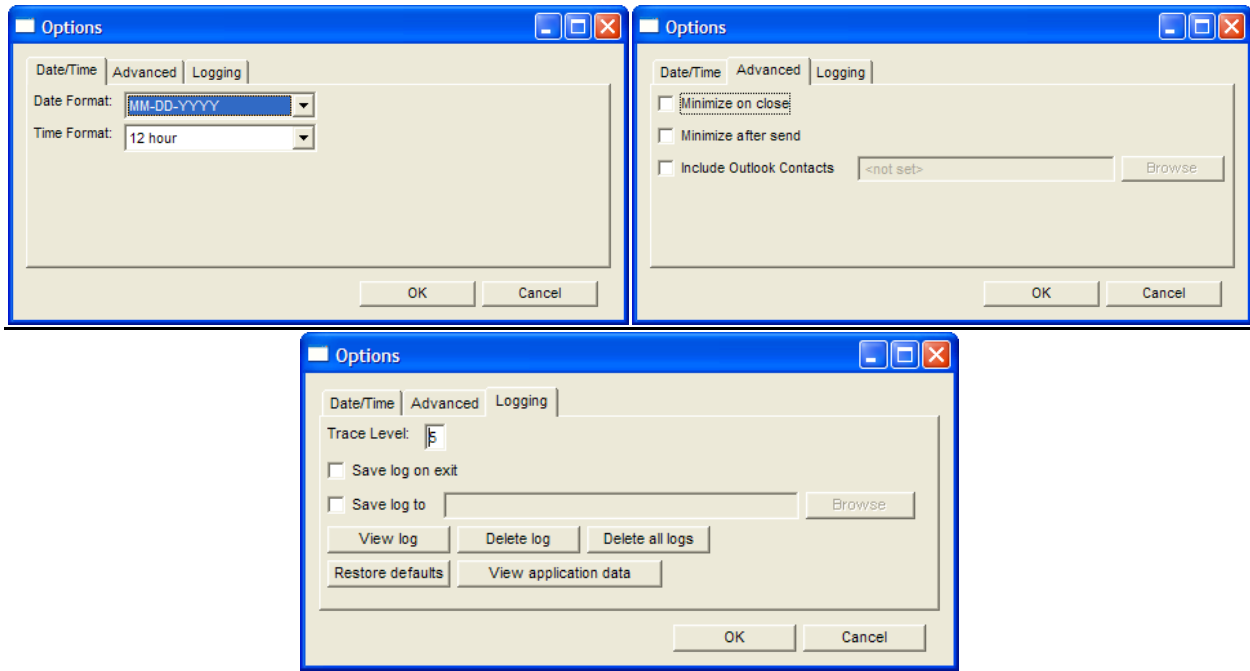 Options
Date/Time Advanced Logging
Date Format: MM-DD-YYYY
Time Format: 12 hour
OK Cancel
Options
Date/Time Advanced Logging
Minimize on close
Minimize after send
Include Outlook Contacts <not set> Browse
OK Cancel
Options
Date/Time Advanced Logging
Trace Level: 5
Save log on exit
Save log to Browse
View log Delete log Delete all logs
Restore defaults View application data
OK Cancel